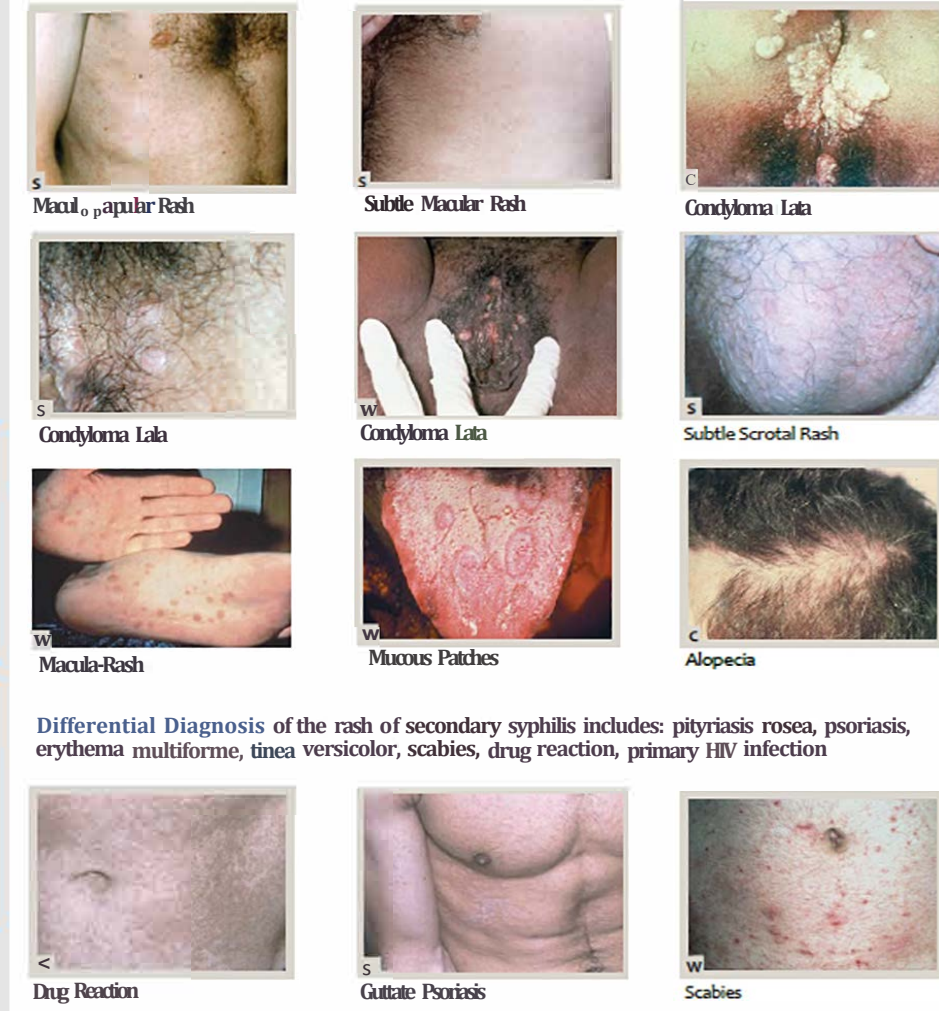 S
S
C
Macul o p apular Rash
Subtle Macular Rash
Condyloma Lata
S
W
S
Condyloma Lala
Condyloma Lata
Subtle Scrotal Rash
W
W
C
Macula-Rash
Mucous Patches
Alopecia
Differential Diagnosis of the rash of secondary syphilis includes: pityriasis rosea, psoriasis,
erythema multiforme, tinea versicolor, scabies, drug reaction, primary HIV infection
<
S
W
Drug Reaction
Guttate Psoriasis
Scabies